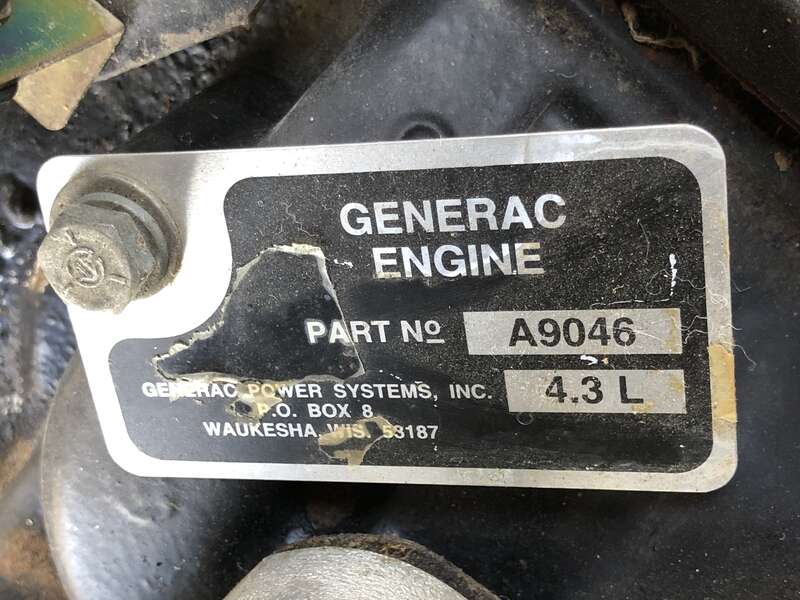 GENERAC
ENGINE
PART Nº A9046
GENERAC POWER SYSTEMS, INC. 4.3 L
P.O. BOX 8
WAUKESHA, WIS. 53187